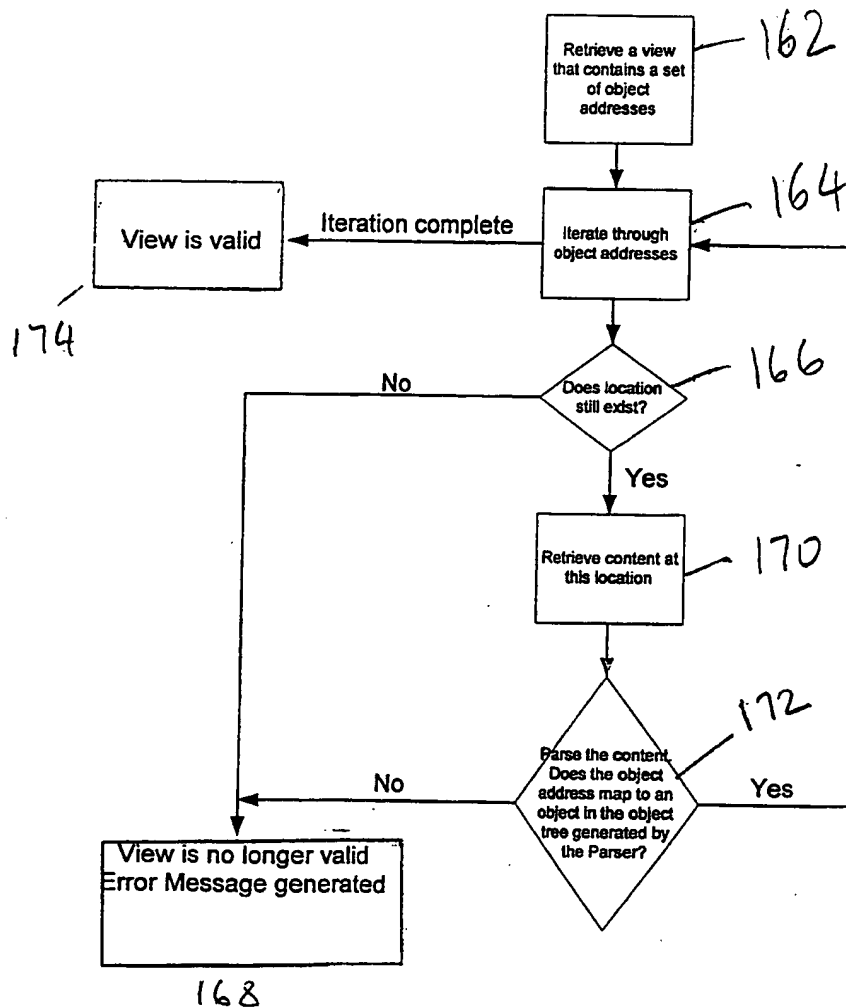 Retrieve a view
that contains a set
of object
addresses
162
164
Iterate through
object addresses
Iteration complete
View is valid
174
166
Does location
still exist?
No
Yes
Retrieve content at
this location
170
172
Parse the content.
Does the object
address map to an
object in the object
tree generated by
the Parser?
No
Yes
View is no longer valid
Error Message generated
168